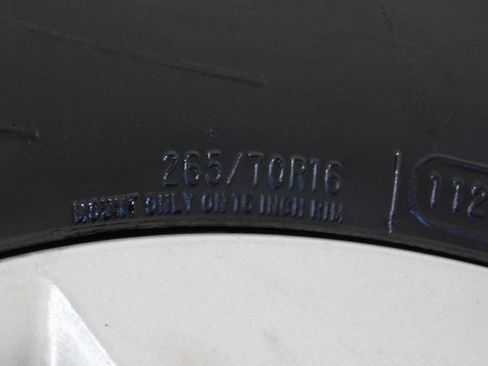 265/70R16
MOUNT ONLY ON 16 INCH RIM
112